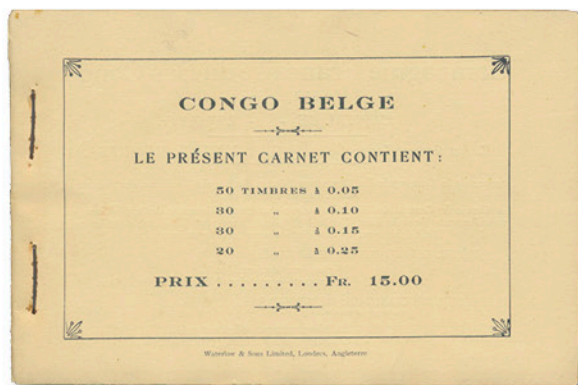 CONGO BELGE
LE PRÉSENT CARNET CONTIENT:
50 TIMBRES à 0.05
30 „ à 0.10
30 „ à 0.15
20 „ à 0.25
PRIX ......... FR. 15.00
Waterlow & Sons Limited, Londres, Angleterre